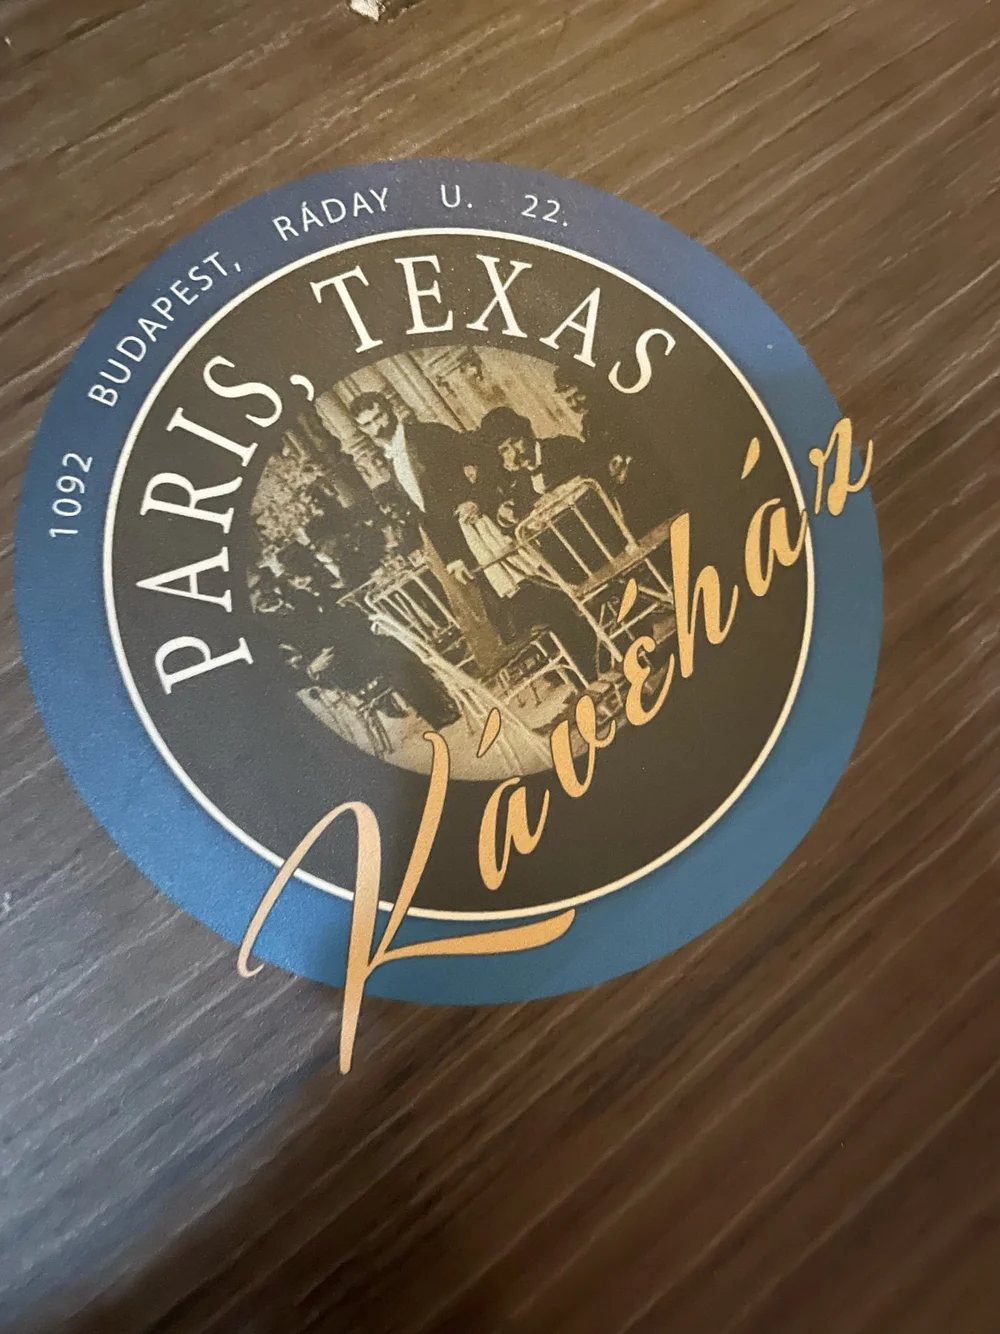 1092 BUDAPEST, RÁDAY U. 22.
PARIS, TEXAS
Kávéház